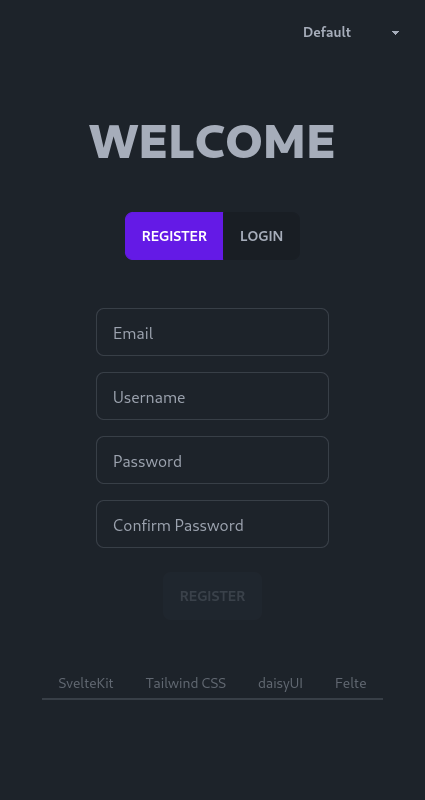 Default
WELCOME
REGISTER LOGIN
Email
Username
Password
Confirm Password
REGISTER
SvelteKit Tailwind CSS daisyUI Felte